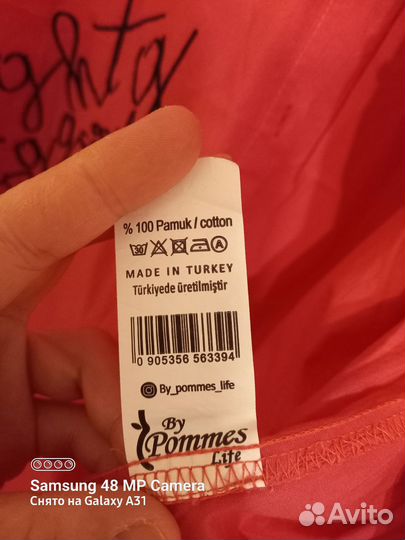 % 100 Pamuk / cotton
30 A
MADE IN TURKEY
Türkiyede üretilmiştir
0 905356 563394
By_pommes_life
By
Pommes
Life
Samsung 48 MP Camera
Снято на Galaxy A31
Avito